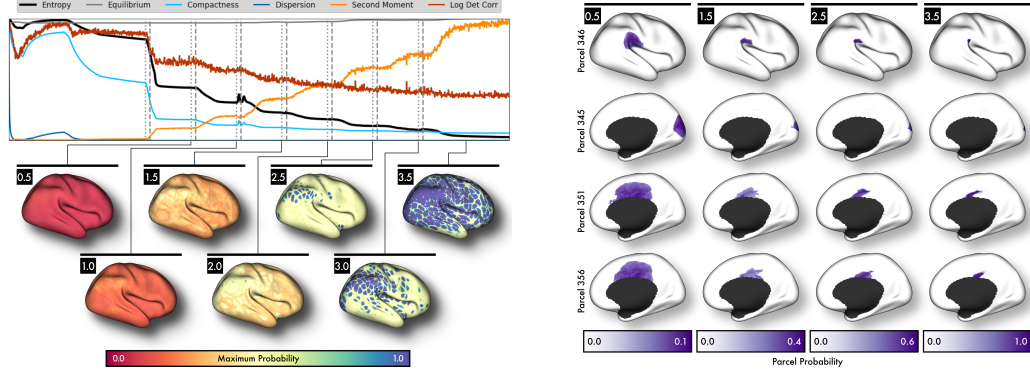 Entropy Equilibrium Compactness Dispersion Second Moment Log Det Corr
0.5 1.5 2.5 3.5
1.0 2.0 3.0
0.0 Maximum Probability 1.0
0.5 1.5 2.5 3.5
Parcel 346
Parcel 345
Parcel 351
Parcel 356
0.0 0.1 0.0 0.4 0.0 0.6 0.0 1.0
Parcel Probability